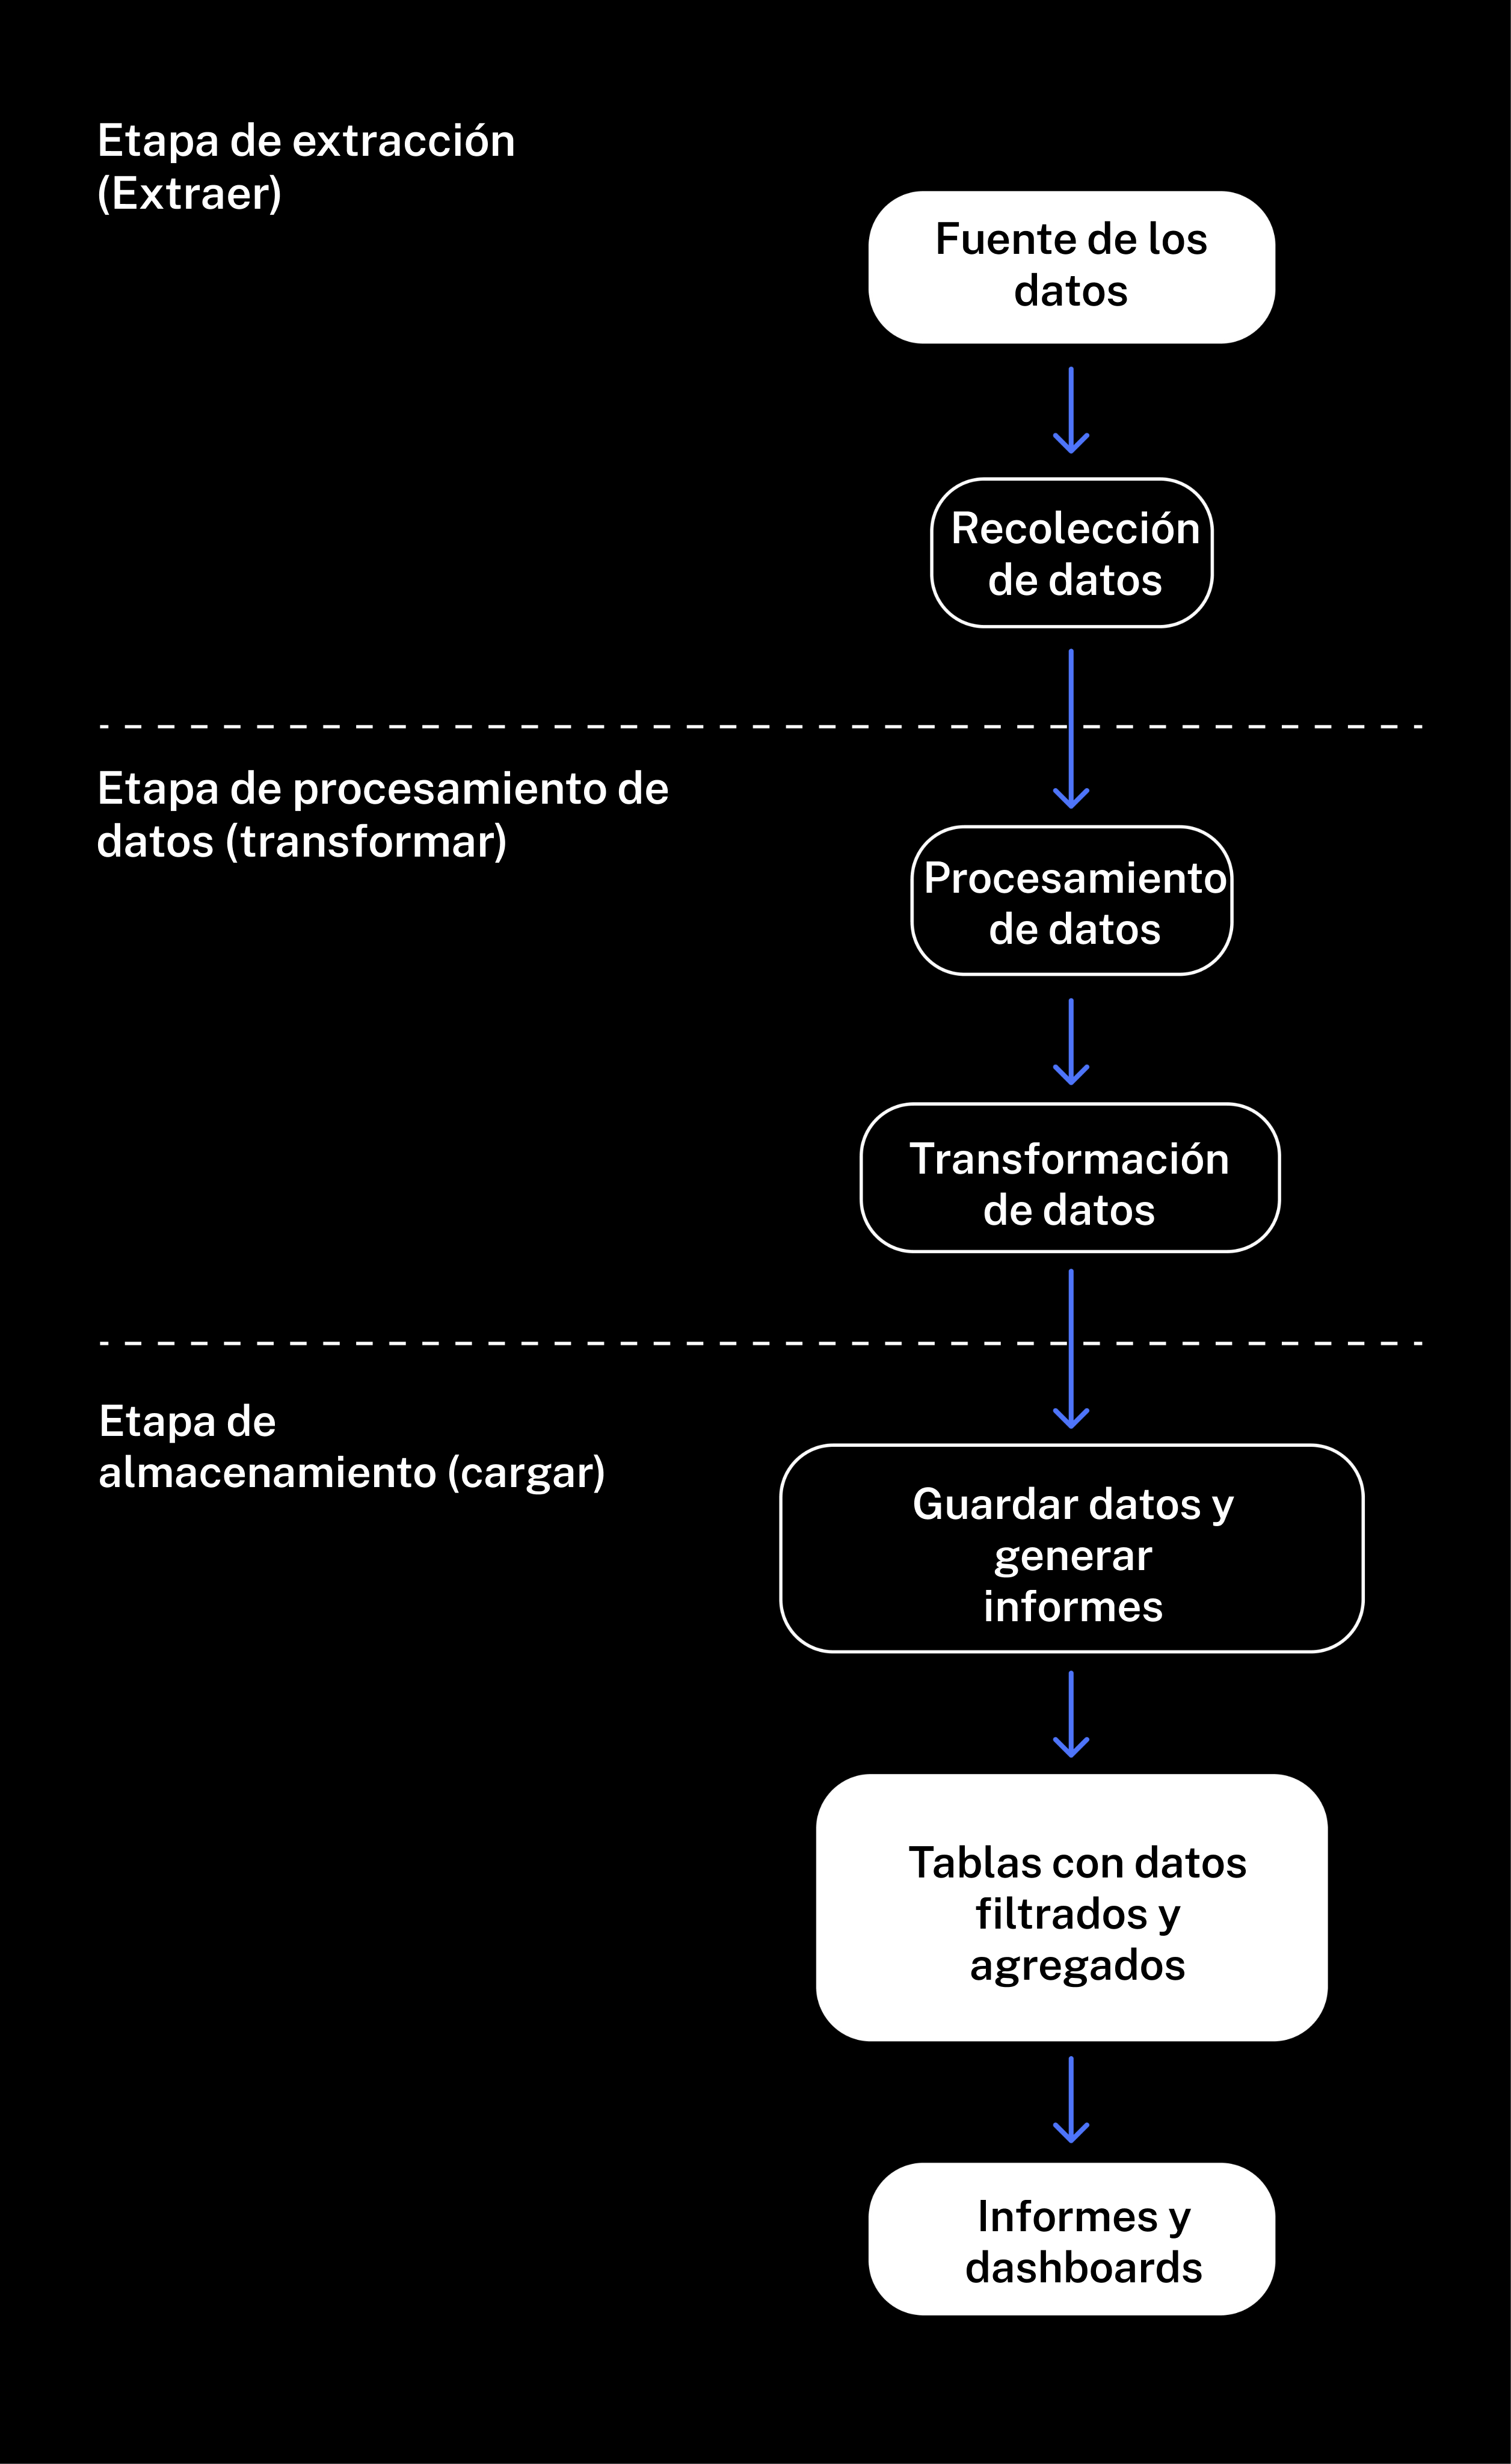 Etapa de extracción
(Extraer)
Fuente de los
datos
Recolección
de datos
Etapa de procesamiento de
datos (transformar)
Procesamiento
de datos
Transformación
de datos
Etapa de
almacenamiento (cargar)
Guardar datos y
generar
informes
Tablas con datos
filtrados y
agregados
Informes y
dashboards